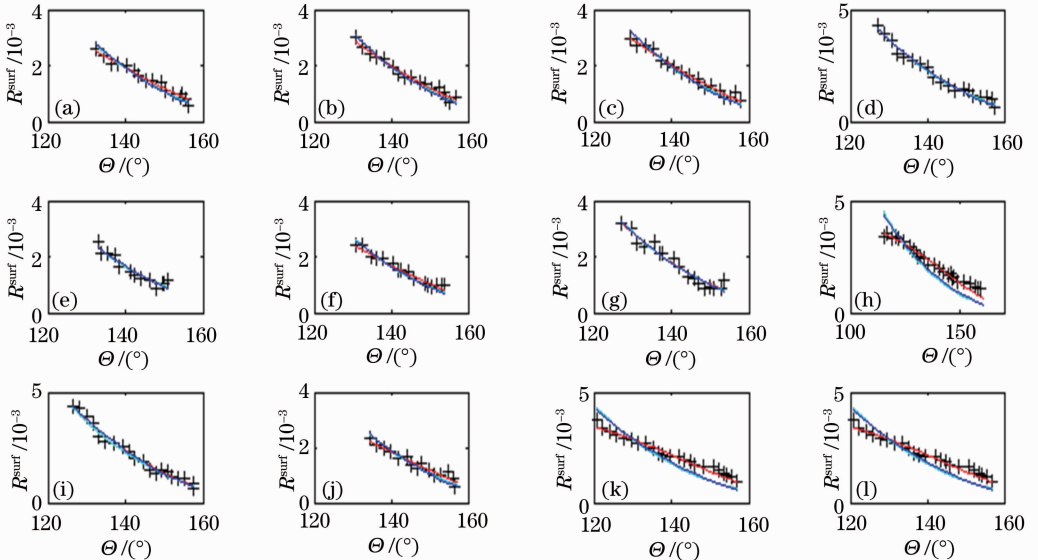 4
2
0
R^surf/10^−3
(a)
120 140 160
Θ/(°)
4
2
0
R^surf/10^−3
(b)
120 140 160
Θ/(°)
4
2
0
R^surf/10^−3
(c)
120 140 160
Θ/(°)
5
0
R^surf/10^−3
(d)
120 140 160
Θ/(°)
4
2
0
R^surf/10^−3
(e)
120 140 160
Θ/(°)
4
2
0
R^surf/10^−3
(f)
120 140 160
Θ/(°)
4
2
0
R^surf/10^−3
(g)
120 140 160
Θ/(°)
5
0
R^surf/10^−3
(h)
100 150
Θ/(°)
5
0
R^surf/10^−3
(i)
120 140 160
Θ/(°)
4
2
0
R^surf/10^−3
(j)
120 140 160
Θ/(°)
5
0
R^surf/10^−3
(k)
120 140 160
Θ/(°)
5
0
R^surf/10^−3
(l)
120 140 160
Θ/(°)